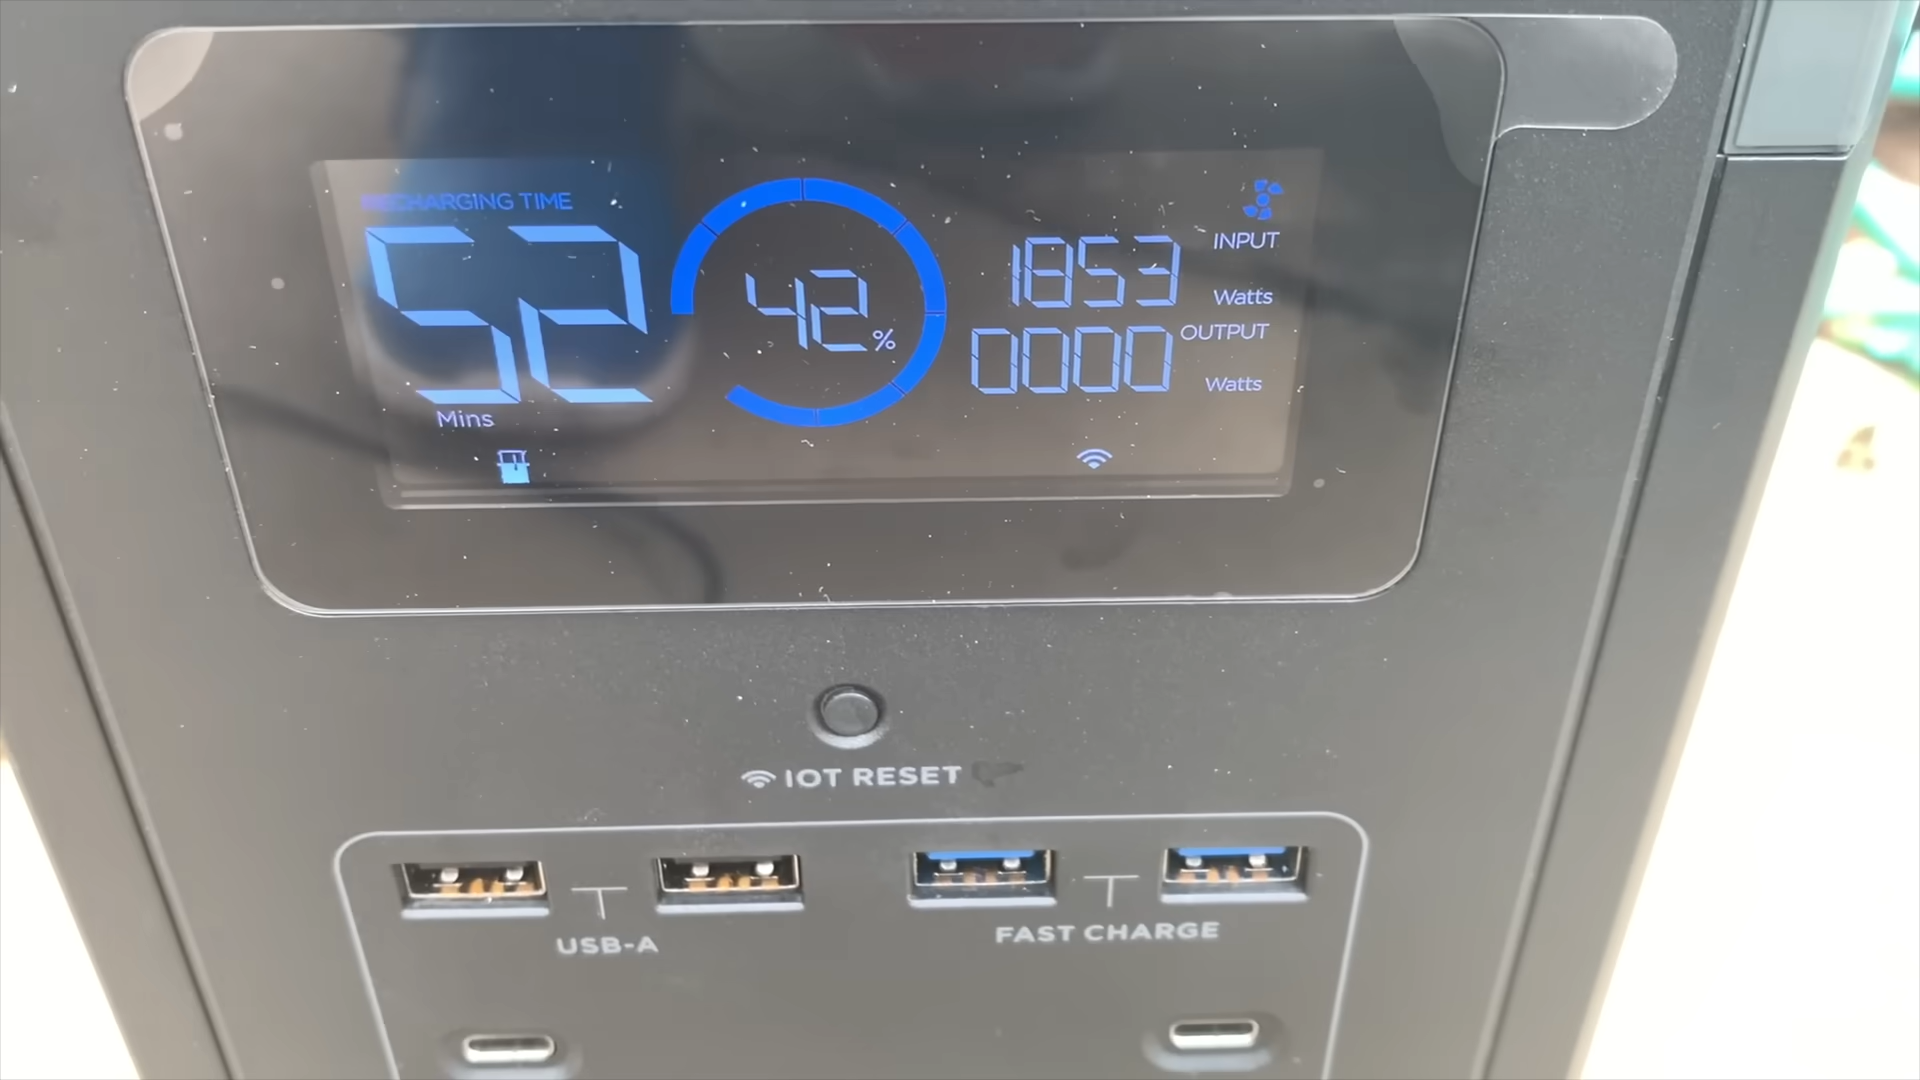 CHARGING TIME
52
Mins
42%
1853
INPUT
Watts
0000
OUTPUT
Watts
IOT RESET
USB-A
FAST CHARGE